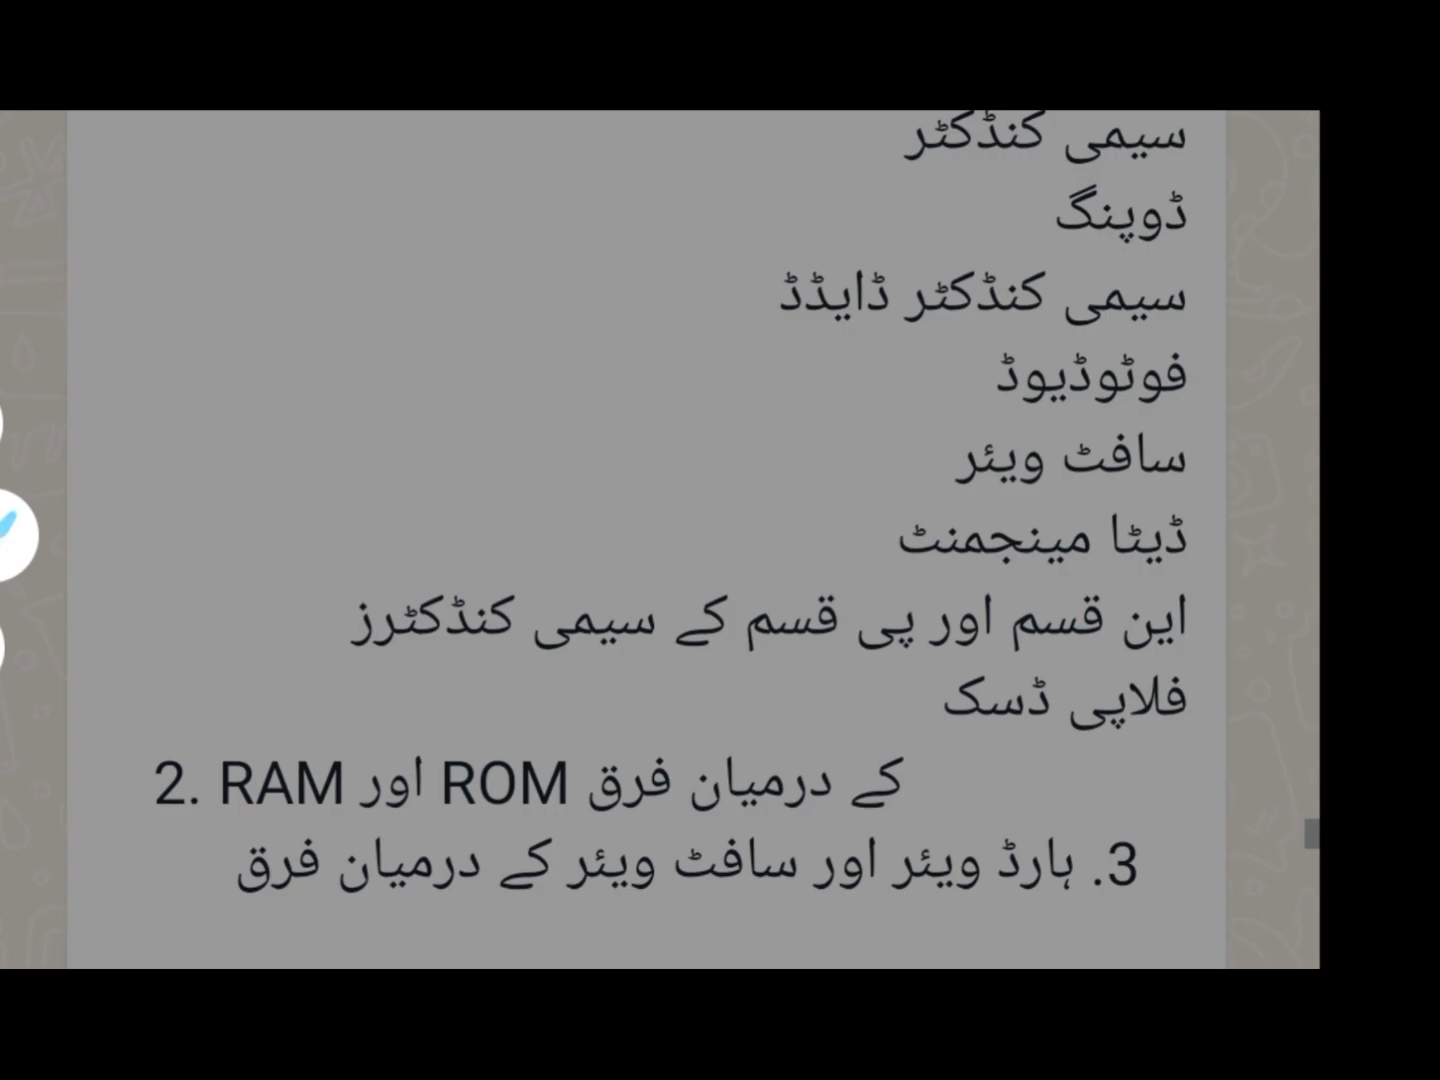 سیمی کنڈکٹر
ڈوپنگ
سیمی کنڈکٹر ڈایڈڈ
فوٹوڈیوڈ
سافٹ ویئر
ڈیٹا مینجمنٹ
این قسم اور پی قسم کے سیمی کنڈکٹرز
فلاپی ڈسک
2. RAM اور ROM کے درمیان فرق
3. ہارڈ ویئر اور سافٹ ویئر کے درمیان فرق